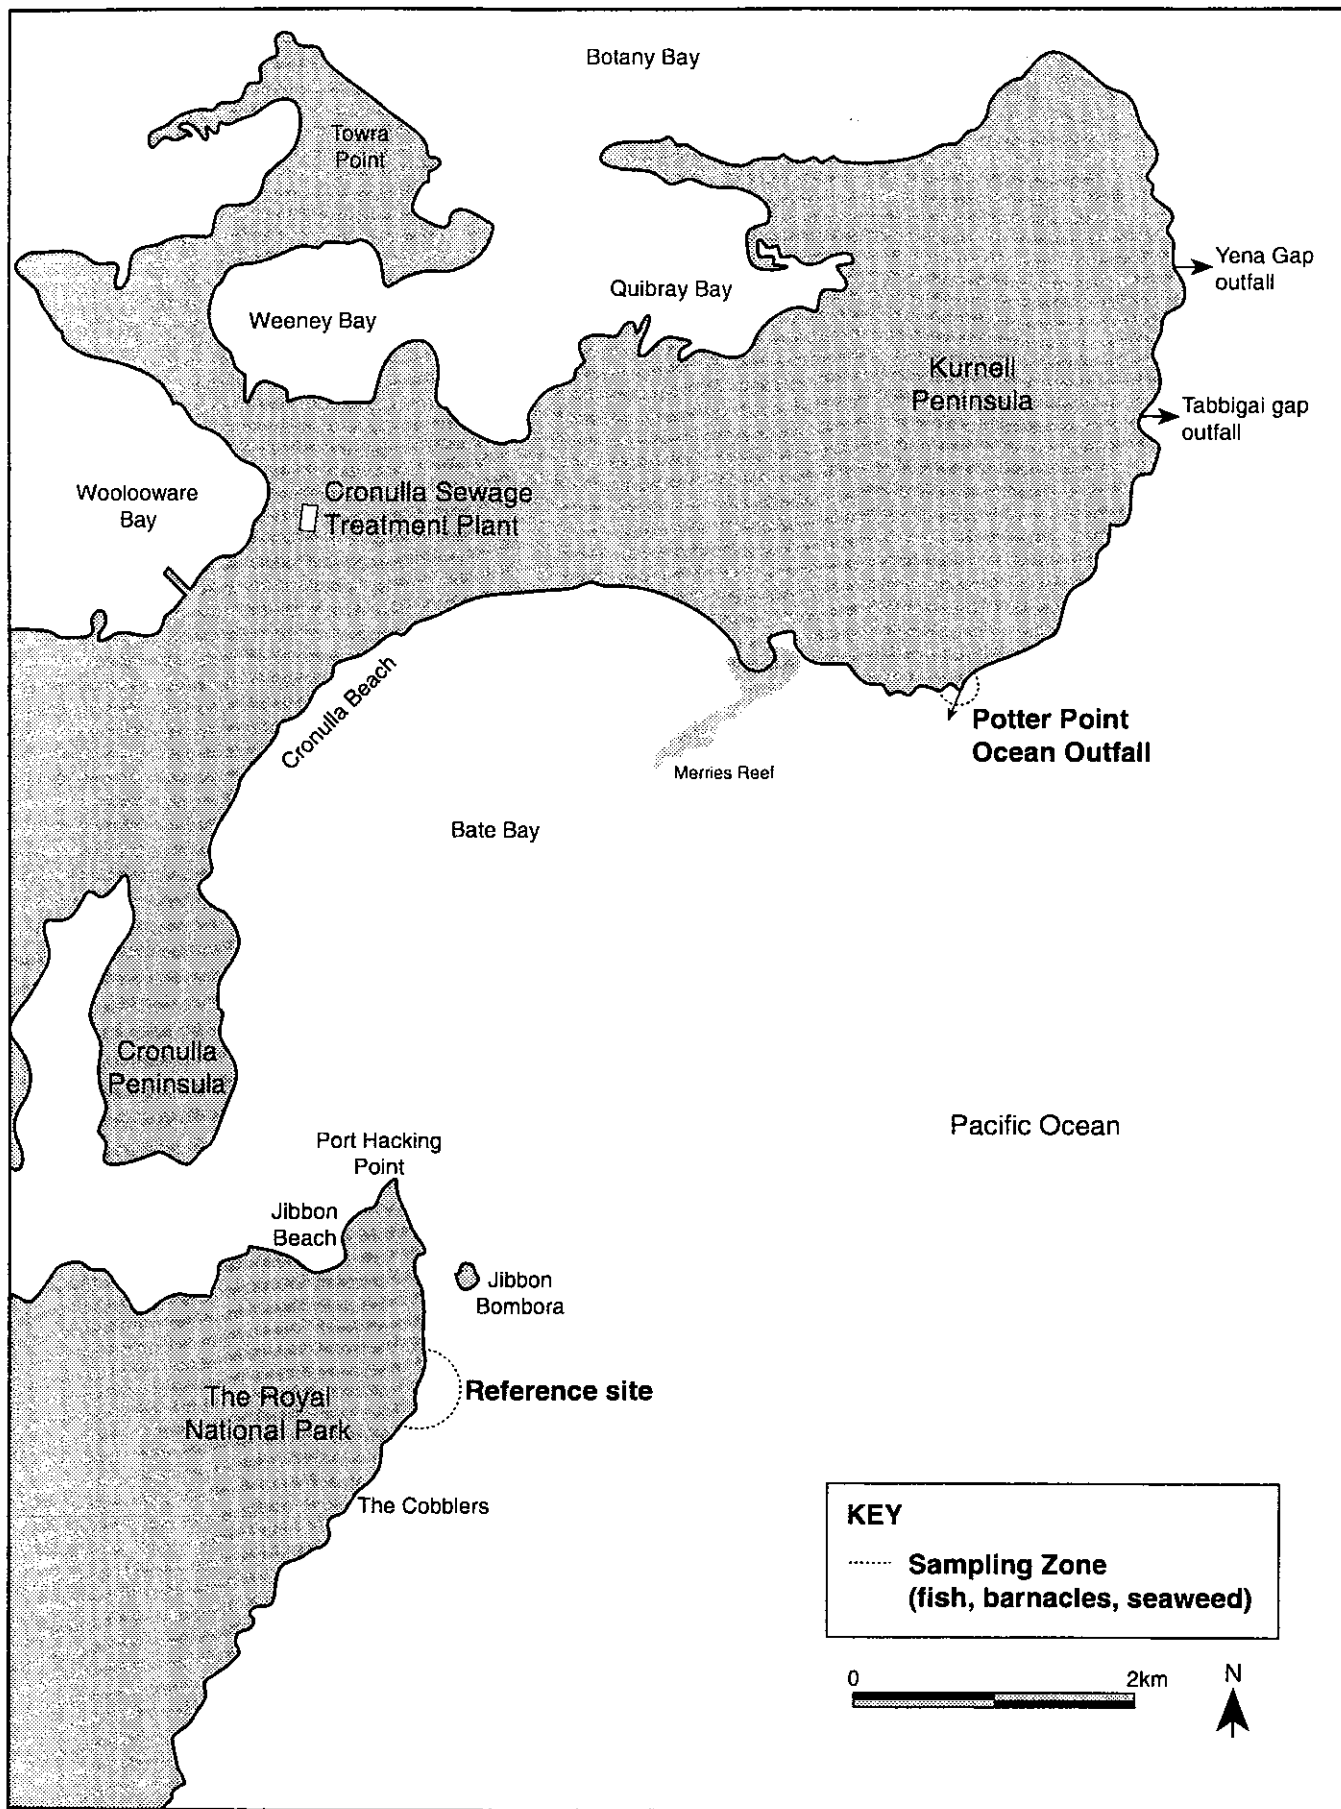 Botany Bay
Towra
Point
Yena Gap
outfall
Quibray Bay
Weeney Bay
Kurnell
Peninsula
Tabbigai gap
outfall
Woolooware
Bay
Cronulla Sewage
Treatment Plant
Cronulla Beach
Potter Point
Ocean Outfall
Merries Reef
Bate Bay
Cronulla
Peninsula
Pacific Ocean
Port Hacking
Point
Jibbon
Beach
Jibbon
Bombora
The Royal
National Park
Reference site
The Cobblers
KEY
Sampling Zone
(fish, barnacles, seaweed)
0
2km
N